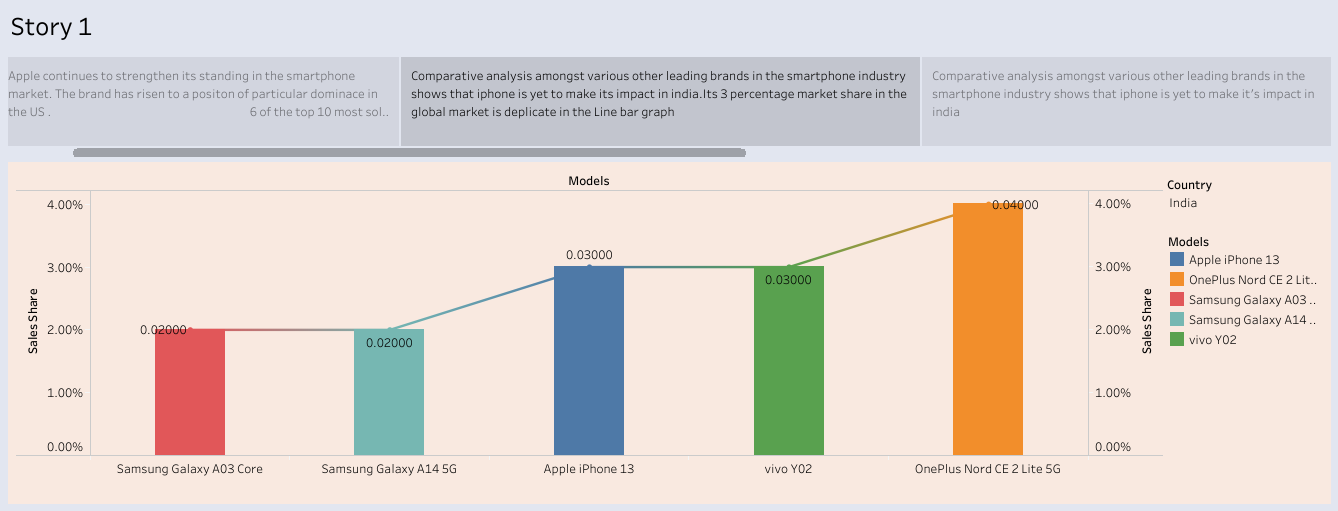 Story 1
Apple continues to strengthen its standing in the smartphone
market. The brand has risen to a positon of particular dominace in
the US . 6 of the top 10 most sol..
Comparative analysis amongst various other leading brands in the smartphone industry
shows that iphone is yet to make its impact in india.Its 3 percentage market share in the
global market is deplicate in the Line bar graph
Comparative analysis among various other leading brands in the
smartphone industry shows that iphone is yet to make it's impact in
india
Models
4.00%
3.00%
2.00%
1.00%
0.00%
Sales Share
0.02000
0.02000
0.03000
0.03000
0.04000
4.00%
3.00%
2.00%
1.00%
0.00%
Sales Share
Samsung Galaxy A03 Core
Samsung Galaxy A14 5G
Apple iPhone 13
vivo Y02
OnePlus Nord CE 2 Lite 5G
Country
India
Models
Apple iPhone 13
OnePlus Nord CE 2 Lit..
Samsung Galaxy A03 ..
Samsung Galaxy A14 ..
vivo Y02